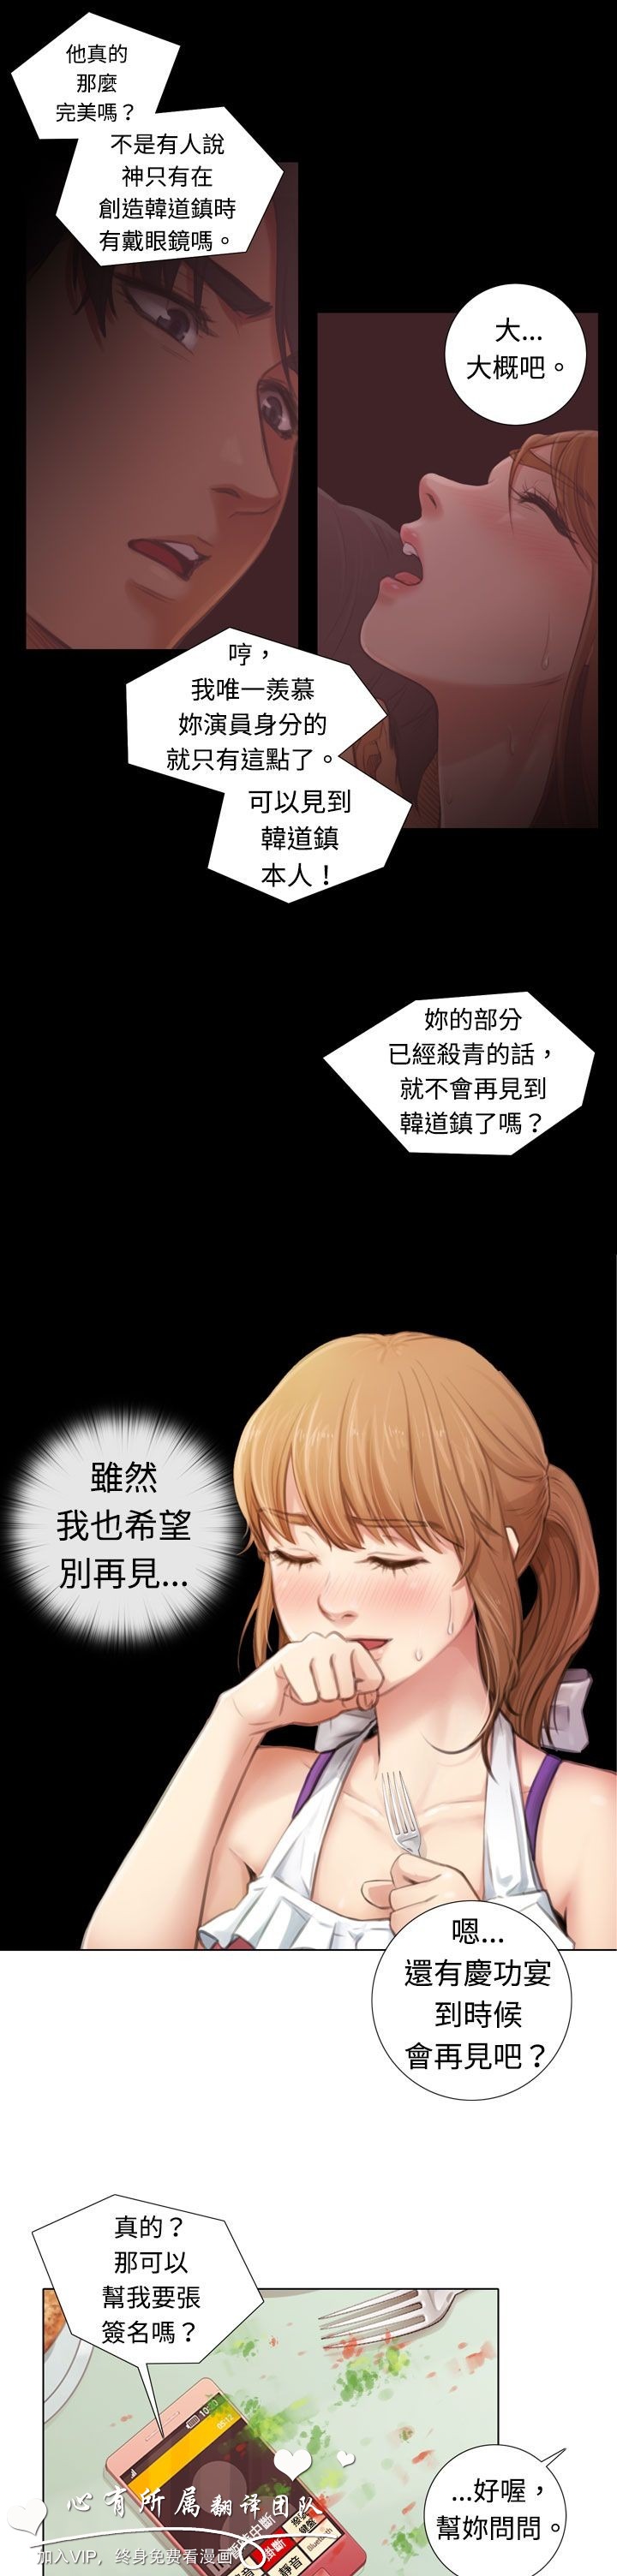 他真的
那麼
完美嗎？
不是有人說
神只有在
創造韓道鎮時
有戴眼鏡嗎。
大...
大概吧。
哼，
我唯一羨慕
妳演員身分的
就只有這點了。
可以見到
韓道鎮
本人！
妳的部分
已經殺青的話，
就不會再見到
韓道鎮了嗎？
雖然
我也希望
別再見...
嗯...
還有慶功宴
到時候
會再見吧？
真的？
那可以
幫我要張
簽名嗎？
...好喔，
幫妳問問。
心有所属翻译团队
加入VIP，终身免费看漫画
靜音
Bluetooth